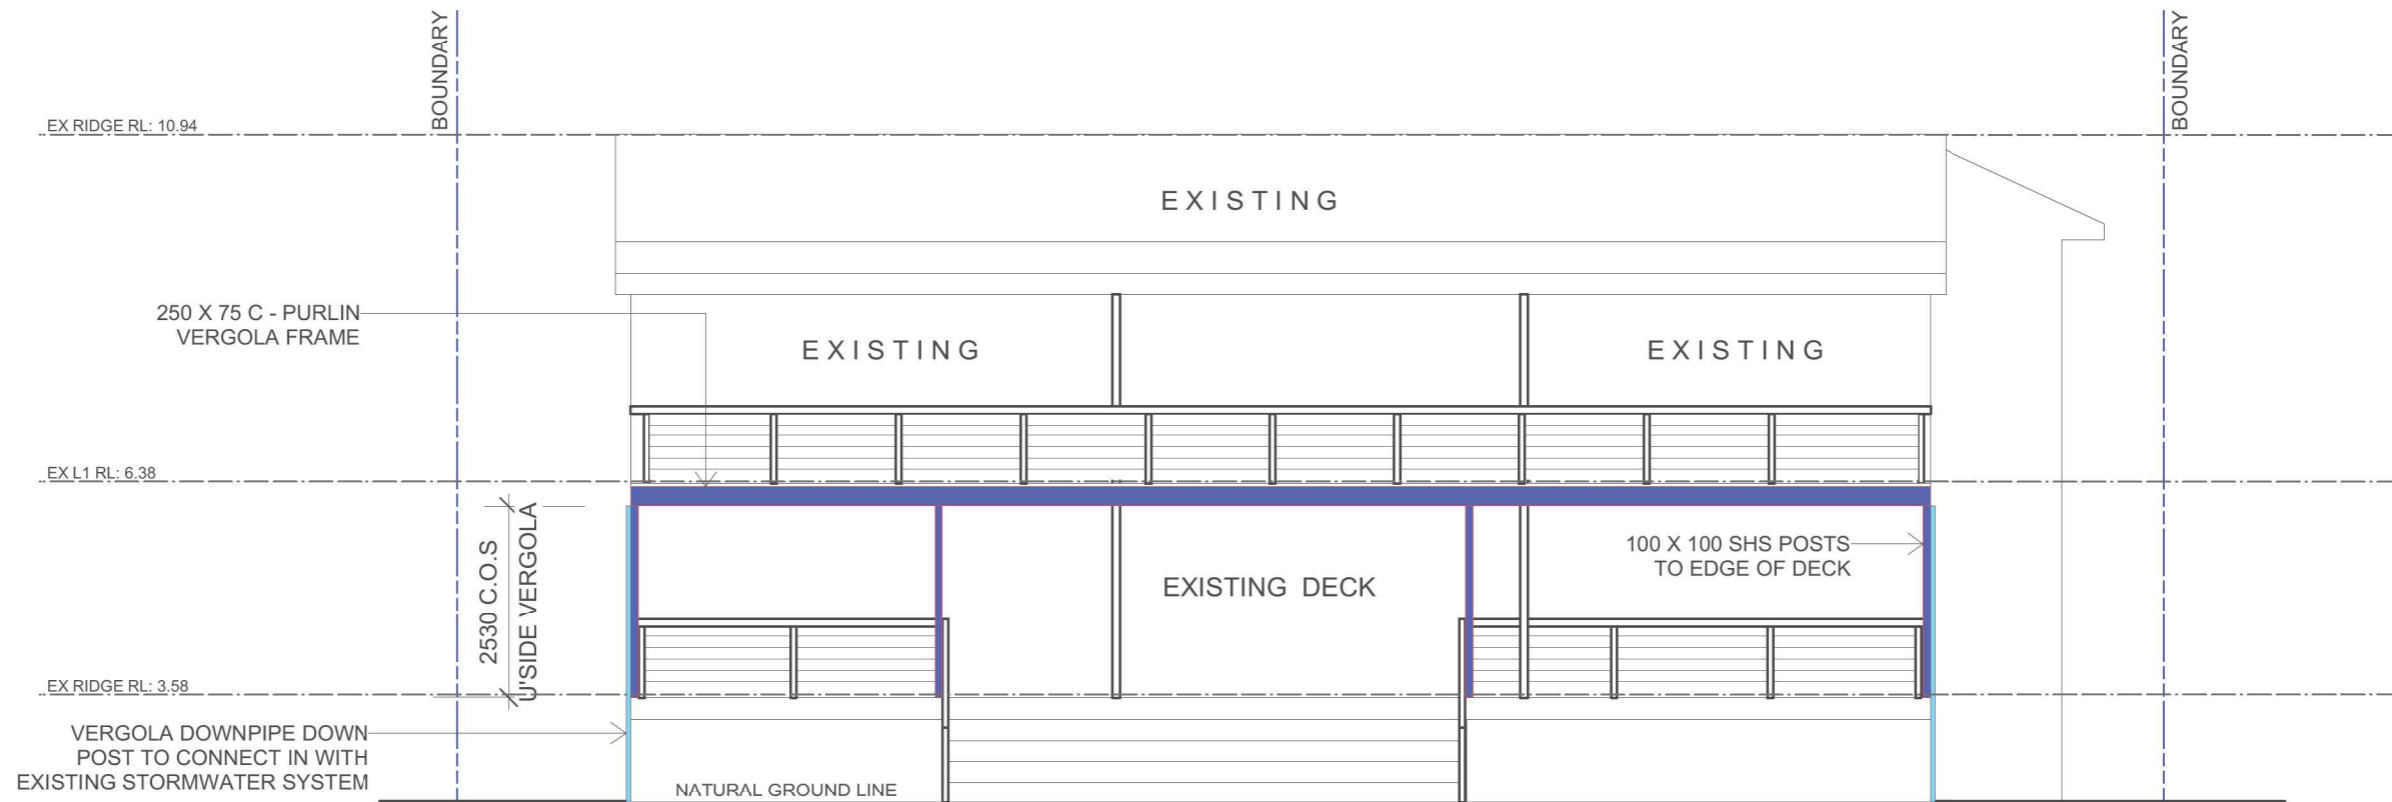 BOUNDARY
BOUNDARY
EX RIDGE RL: 10.94
EXISTING
250 X 75 C - PURLIN
VERGOLA FRAME
EXISTING
EXISTING
EX L1 RL: 6.38
2530 C.O.S
U'SIDE VERGOLA
100 X 100 SHS POSTS
TO EDGE OF DECK
EXISTING DECK
EX RIDGE RL: 3.58
VERGOLA DOWNPIPE DOWN
POST TO CONNECT IN WITH
EXISTING STORMWATER SYSTEM
NATURAL GROUND LINE